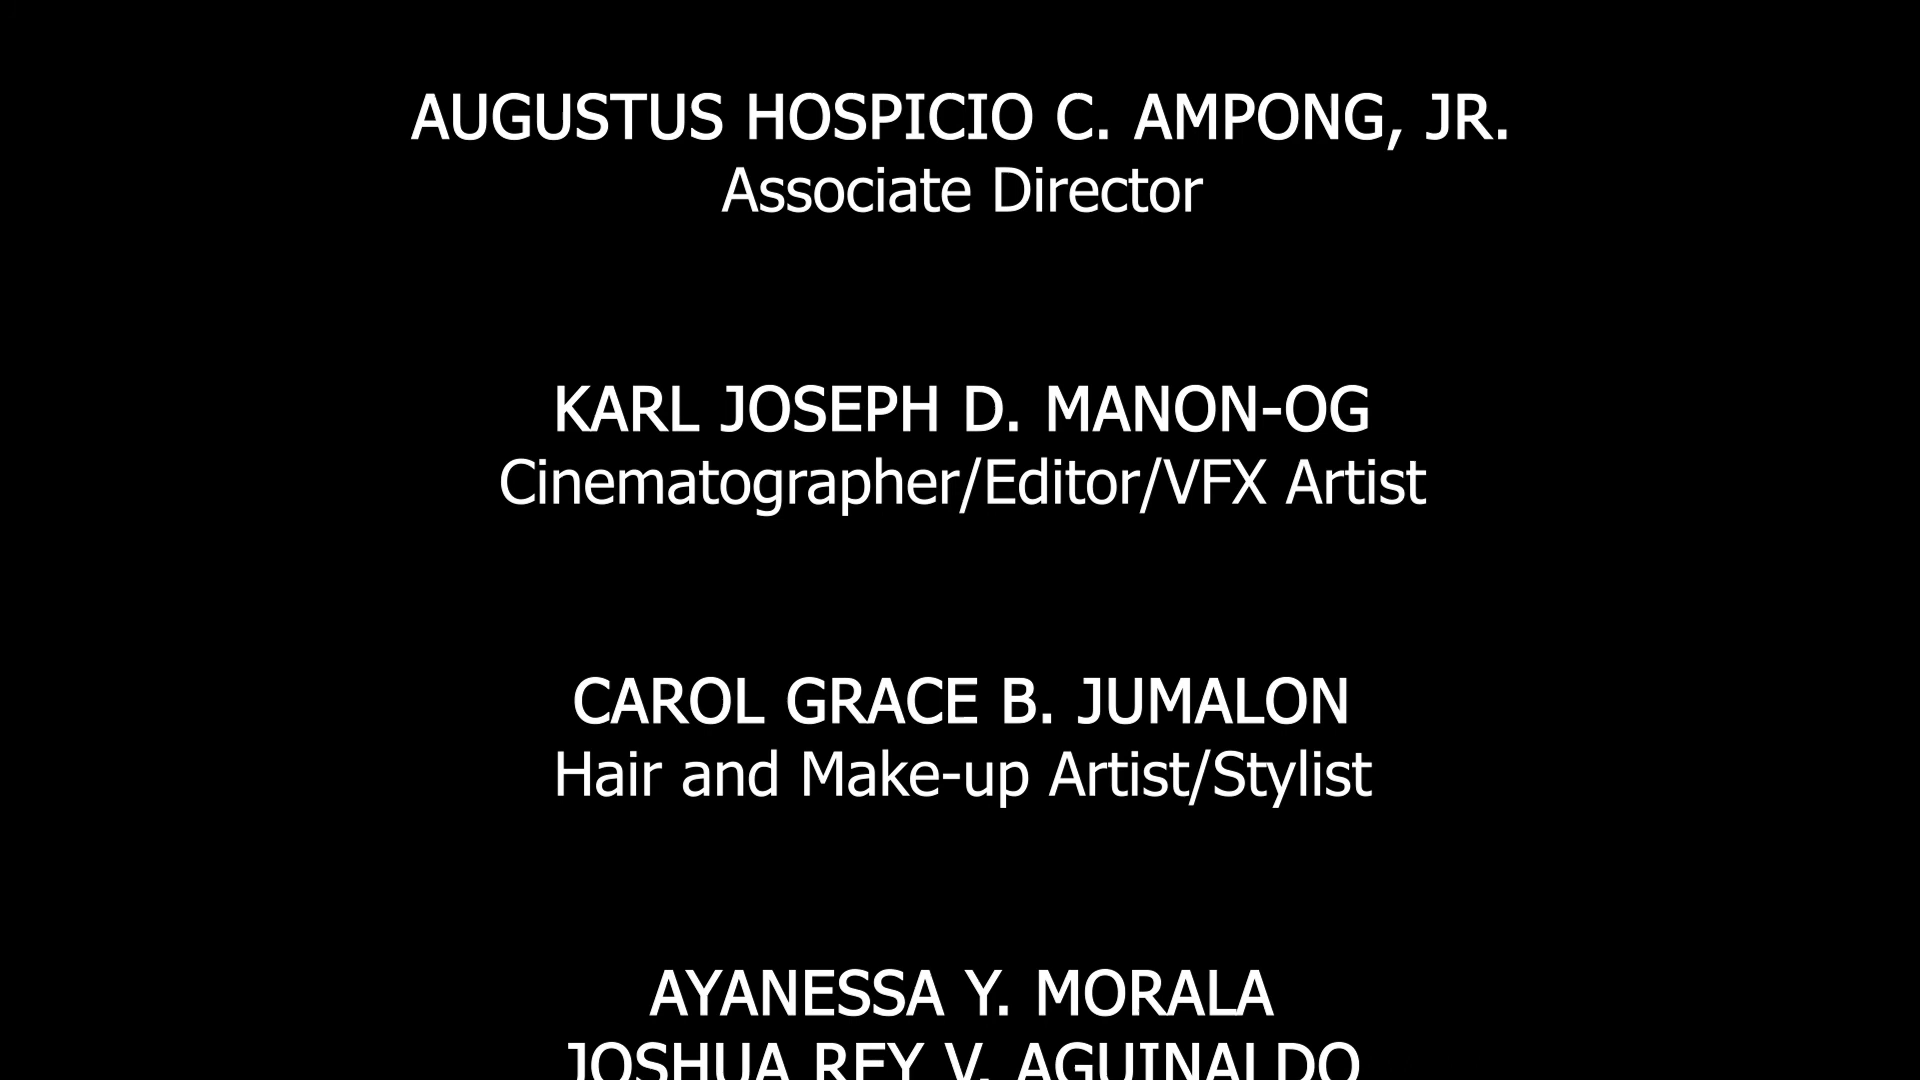 AUGUSTUS HOSPICIO C. AMPONG, JR.
Associate Director
KARL JOSEPH D. MANON-OG
Cinematographer/Editor/VFX Artist
CAROL GRACE B. JUMALON
Hair and Make-up Artist/Stylist
AYANESSA Y. MORALA
JOSHUA REY V. AGUINALDO